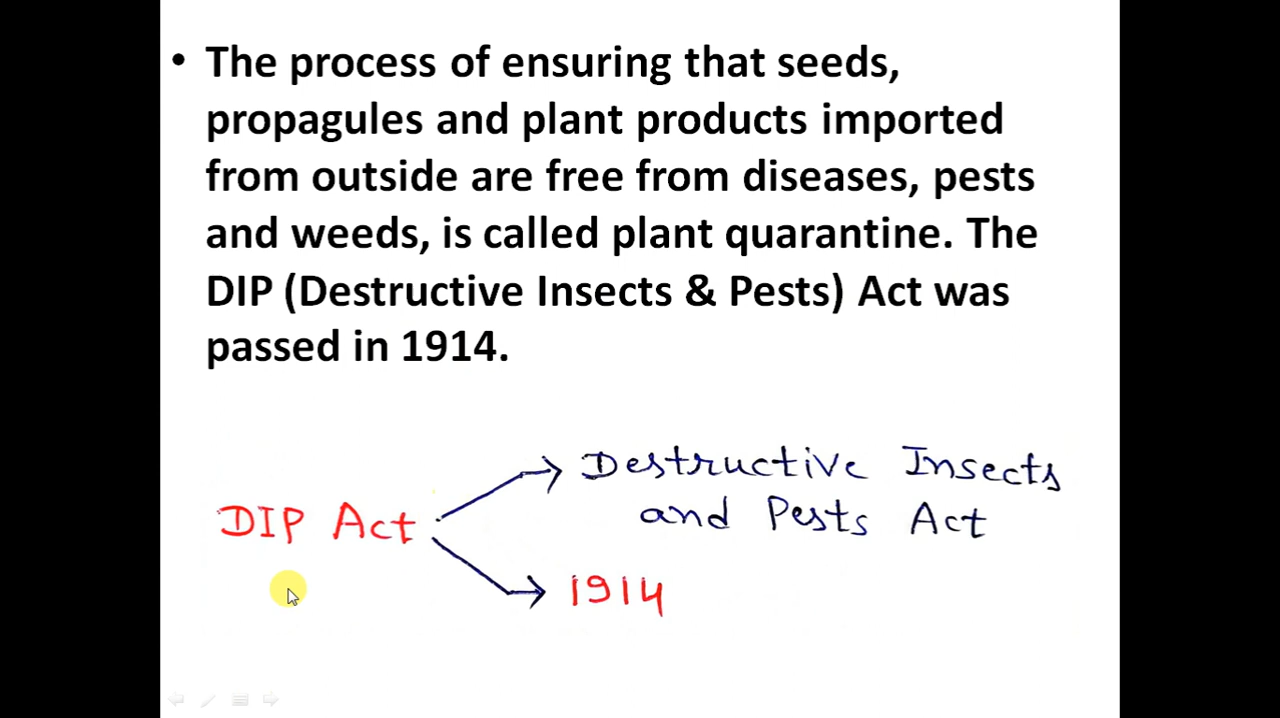 • The process of ensuring that seeds,
propagules and plant products imported
from outside are free from diseases, pests
and weeds, is called plant quarantine. The
DIP (Destructive Insects & Pests) Act was
passed in 1914.
Destructive Insects
DIP Act and Pests Act
1914